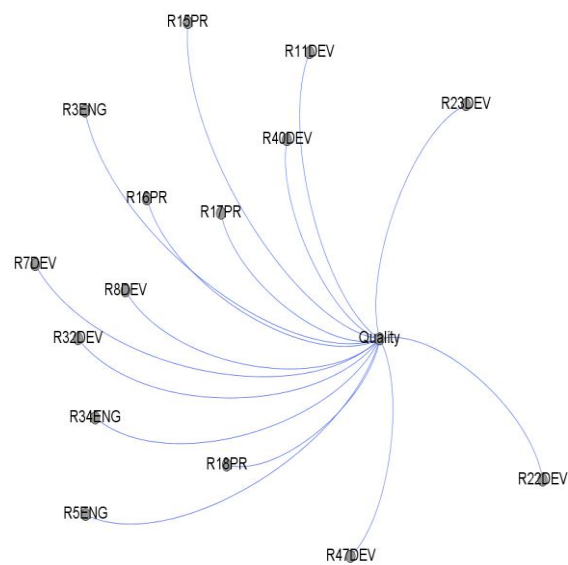 R15PR
R11DEV
R23DEV
R3ENG
R40DEV
R16PR
R17PR
R7DEV
R8DEV
R32DEV
Quality
R34ENG
R18PR
R22DEV
R5ENG
R47DEV